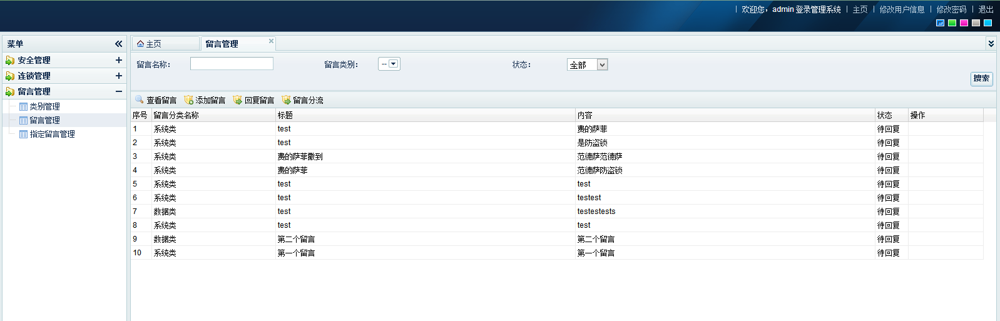 | 欢迎您，admin 登录管理系统 | 主页 | 修改用户信息 | 修改密码 | 退出
菜单
安全管理
连锁管理
留言管理
类别管理
留言管理
指定留言管理
主页 留言管理
留言名称： 留言类别： -- 状态： 全部
搜索
查看留言 添加留言 回复留言 留言分流
序号 留言分类名称 标题 内容 状态 操作
1 系统类 test 费的萨菲 待回复
2 系统类 test 是防盗锁 待回复
3 系统类 费的萨菲撒到 范德萨范德萨 待回复
4 系统类 费的萨菲 范德萨防盗锁 待回复
5 系统类 test test 待回复
6 系统类 test testest 待回复
7 数据类 test testestests 待回复
8 系统类 test test 待回复
9 数据类 第二个留言 第二个留言 待回复
10 系统类 第一个留言 第一个留言 待回复